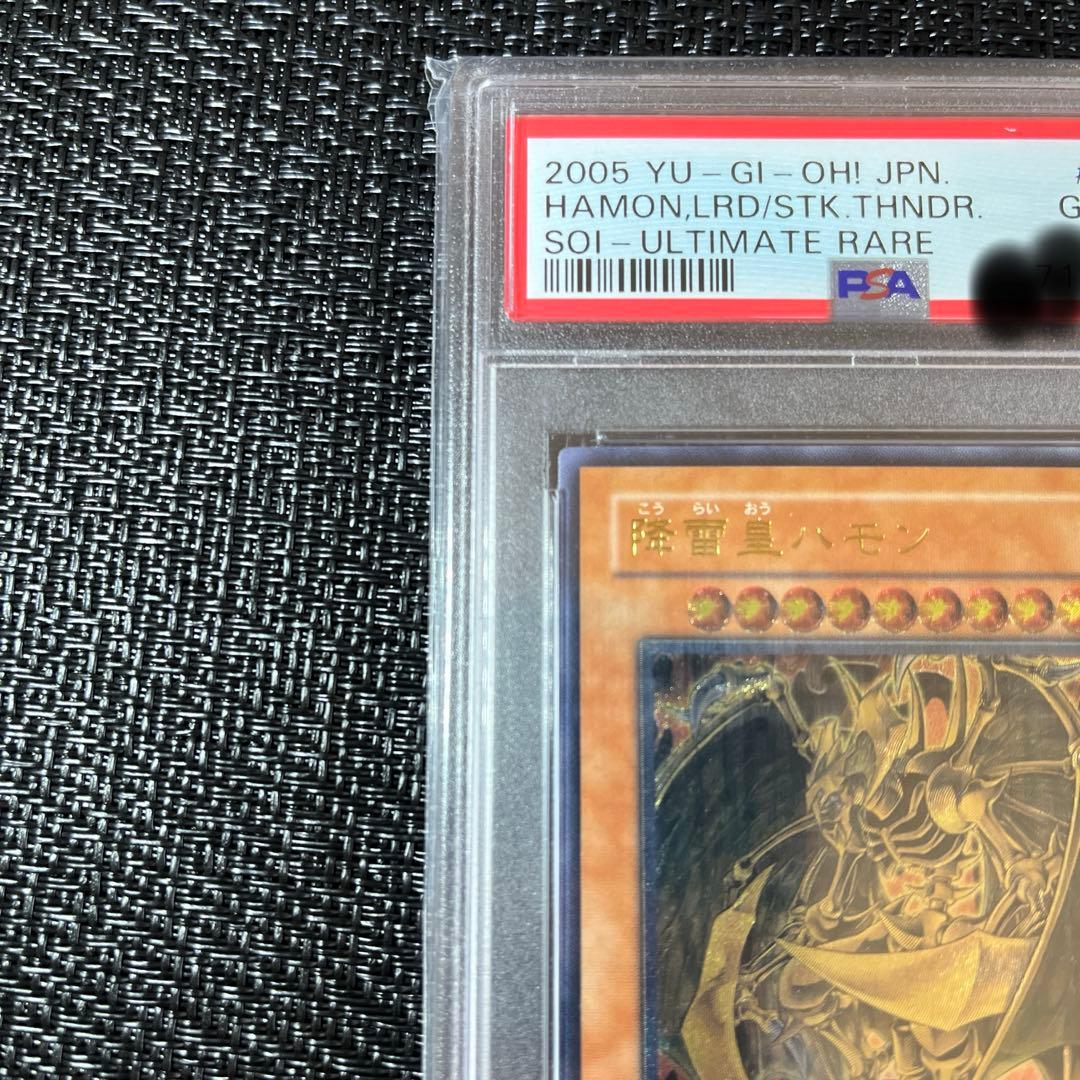 2005 YU-GI-OH! JPN. #
HAMON,LRD/STK.THNDR. G
SOI-ULTIMATE RARE
PSA 71
こう らい おう
降雷皇ハモン